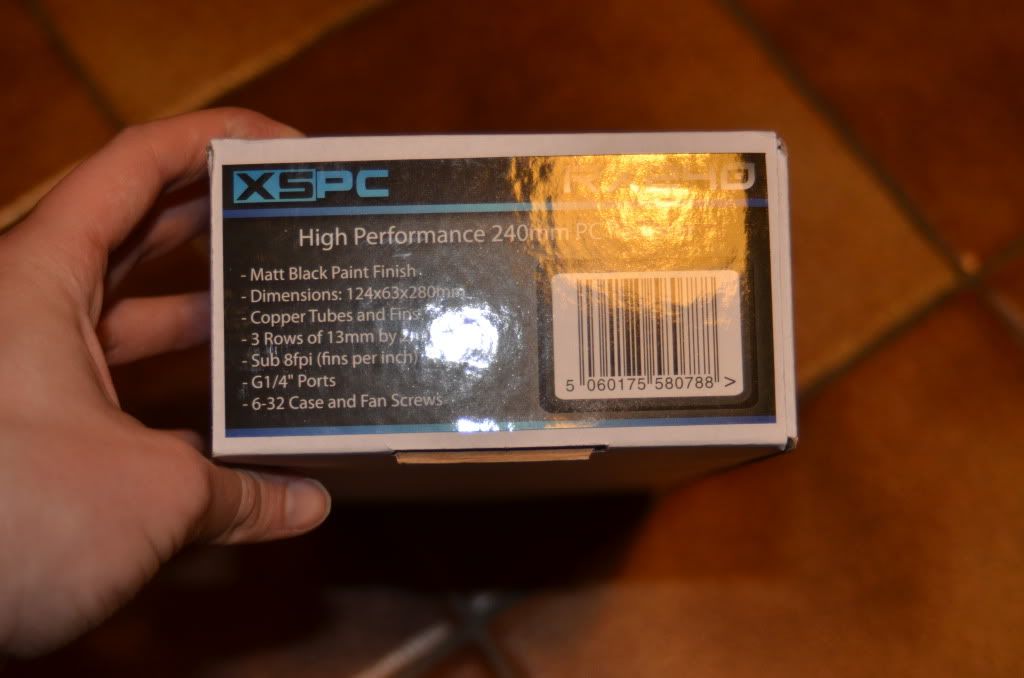 XSPC
High Performance 240mm PC
- Matt Black Paint Finish
- Dimensions: 124x63x280mm
- Copper Tubes and Fins
- 3 Rows of 13mm by
- Sub 8fpi (fins per inch)
- G1/4" Ports
- 6-32 Case and Fan Screws
5 060175 580788 >